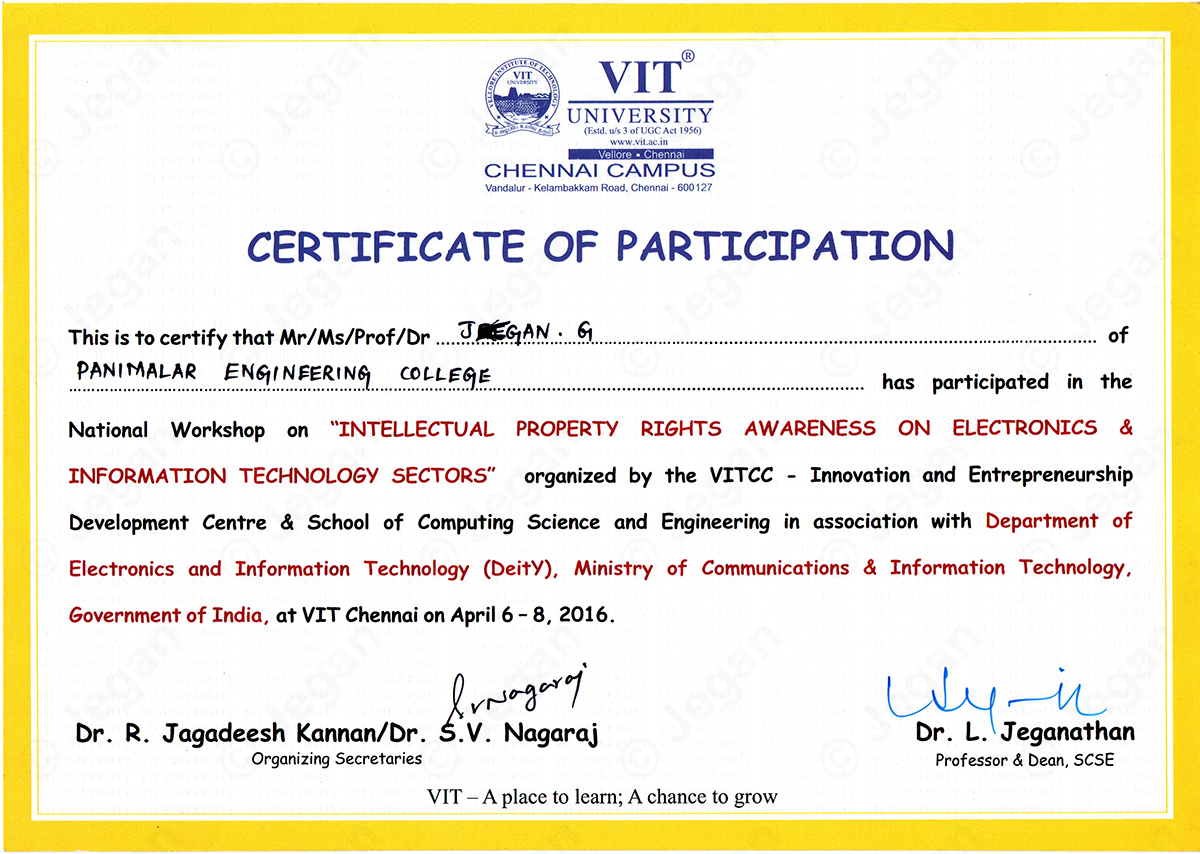 VELLORE INSTITUTE OF TECHNOLOGY
VIT
UNIVERSITY
VIT®
UNIVERSITY
(Estd. u/s 3 of UGC Act 1956)
www.vit.ac.in
Vellore • Chennai
CHENNAI CAMPUS
Vandalur - Kelambakkam Road, Chennai - 600127
CERTIFICATE OF PARTICIPATION
This is to certify that Mr/Ms/Prof/Dr JEGAN. G of
PANIMALAR ENGINEERING COLLEGE has participated in the
National Workshop on "INTELLECTUAL PROPERTY RIGHTS AWARENESS ON ELECTRONICS &
INFORMATION TECHNOLOGY SECTORS" organized by the VITCC - Innovation and Entrepreneurship
Development Centre & School of Computing Science and Engineering in association with Department of
Electronics and Information Technology (DeitY), Ministry of Communications & Information Technology,
Government of India, at VIT Chennai on April 6 – 8, 2016.
S.V. Nagaraj
Dr. R. Jagadeesh Kannan/Dr. S.V. Nagaraj
Organizing Secretaries
Dr. L. Jeganathan
Professor & Dean, SCSE
VIT – A place to learn; A chance to grow
© Jegan